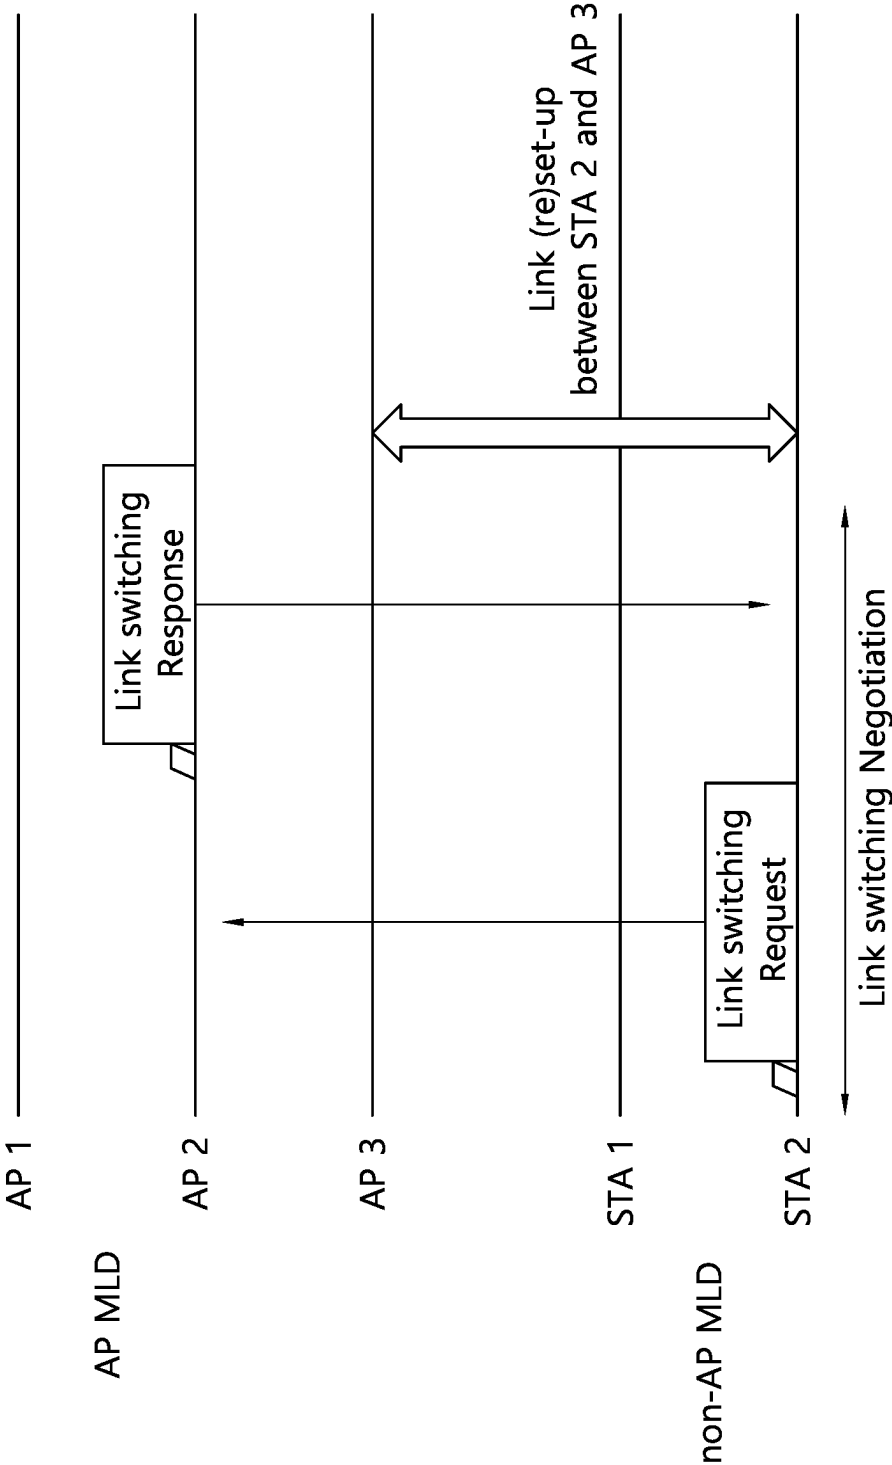 AP MLD
AP 1
AP 2
AP 3
non-AP MLD
STA 1
STA 2
Link switching
Request
Link switching
Response
Link (re)set-up
between STA 2 and AP 3
Link switching Negotiation